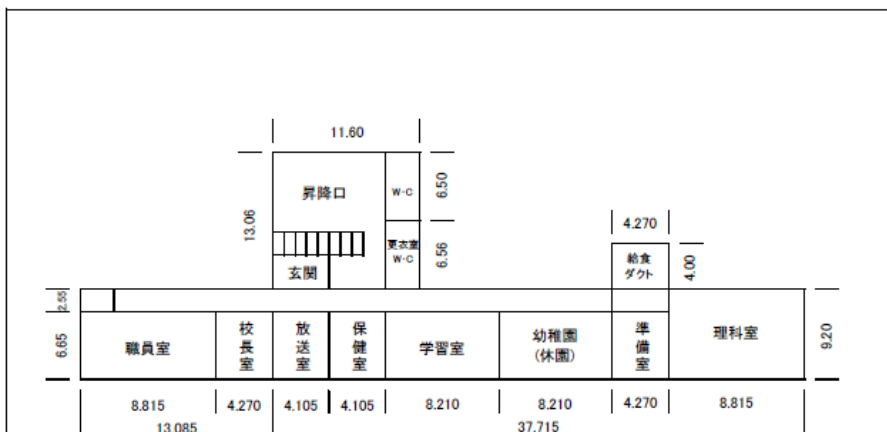 11.60
昇降口
W-C
6.50
13.06
4.270
更衣室
W-C
6.56
玄関
給食
ダクト
4.00
2.55
6.65
職員室
校長室
放送室
保健室
学習室
幼稚園
(休園)
準備室
理科室
9.20
8.815
4.270
4.105
4.105
8.210
8.210
4.270
8.815
13.085
37.715